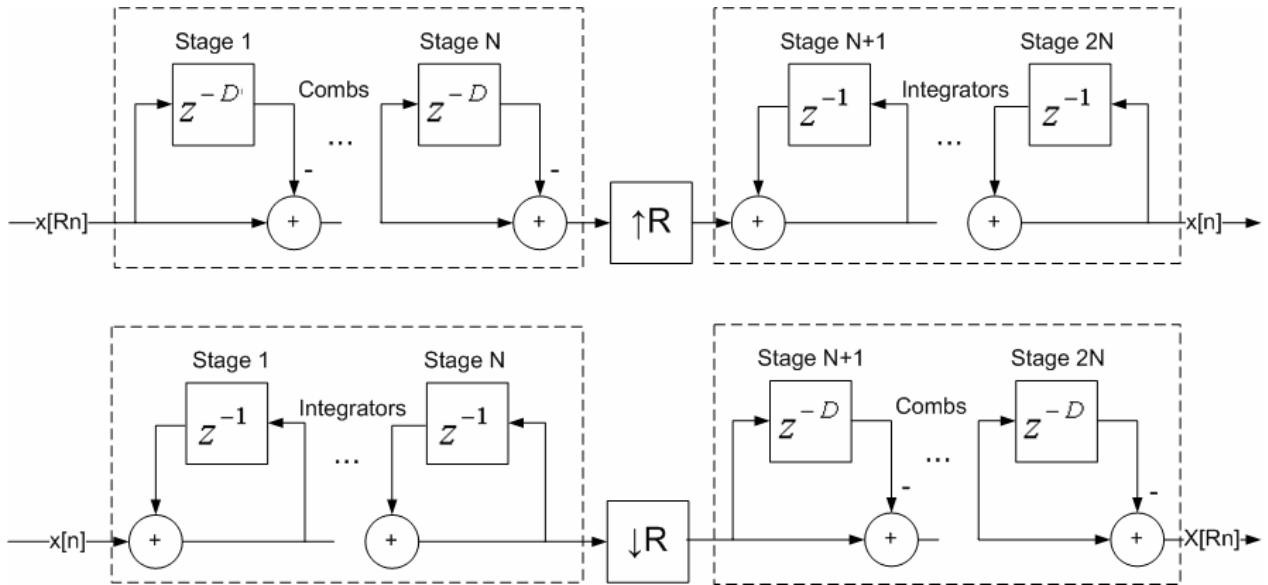 Stage 1
Stage N
Stage N+1
Stage 2N
z^-D
Combs
z^-D
z^-1
Integrators
z^-1
...
...
-
-
x[Rn]
+
+
↑R
+
+
x[n]
Stage 1
Stage N
Stage N+1
Stage 2N
z^-1
Integrators
z^-1
z^-D
Combs
z^-D
...
...
-
-
x[n]
+
+
↓R
+
+
X[Rn]